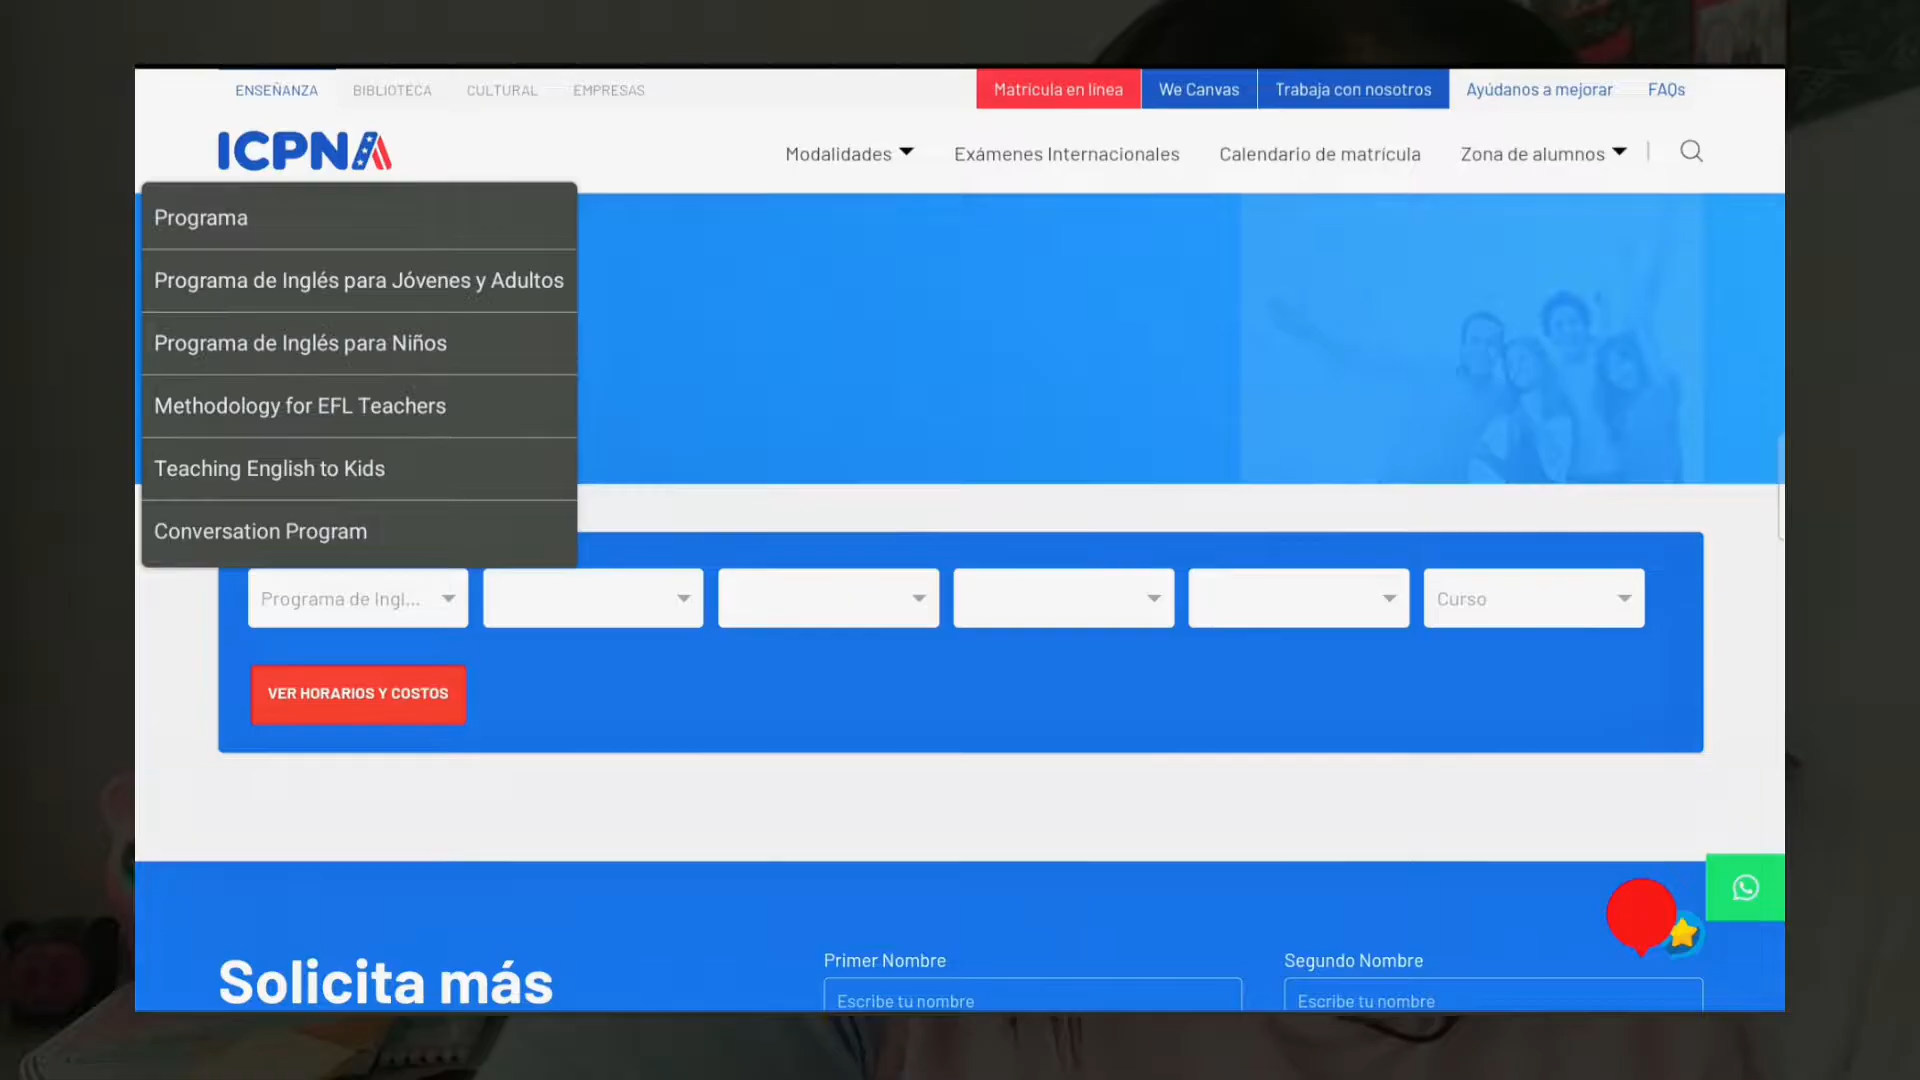 ENSEÑANZA BIBLIOTECA CULTURAL EMPRESAS Matrícula en línea We Canvas Trabaja con nosotros Ayúdanos a mejorar FAQs
ICPNA Modalidades Exámenes Internacionales Calendario de matrícula Zona de alumnos
Programa
Programa de Inglés para Jóvenes y Adultos
Programa de Inglés para Niños
Methodology for EFL Teachers
Teaching English to Kids
Conversation Program
Programa de Ingl... Curso
VER HORARIOS Y COSTOS
Solicita más
Primer Nombre Segundo Nombre
Escribe tu nombre Escribe tu nombre